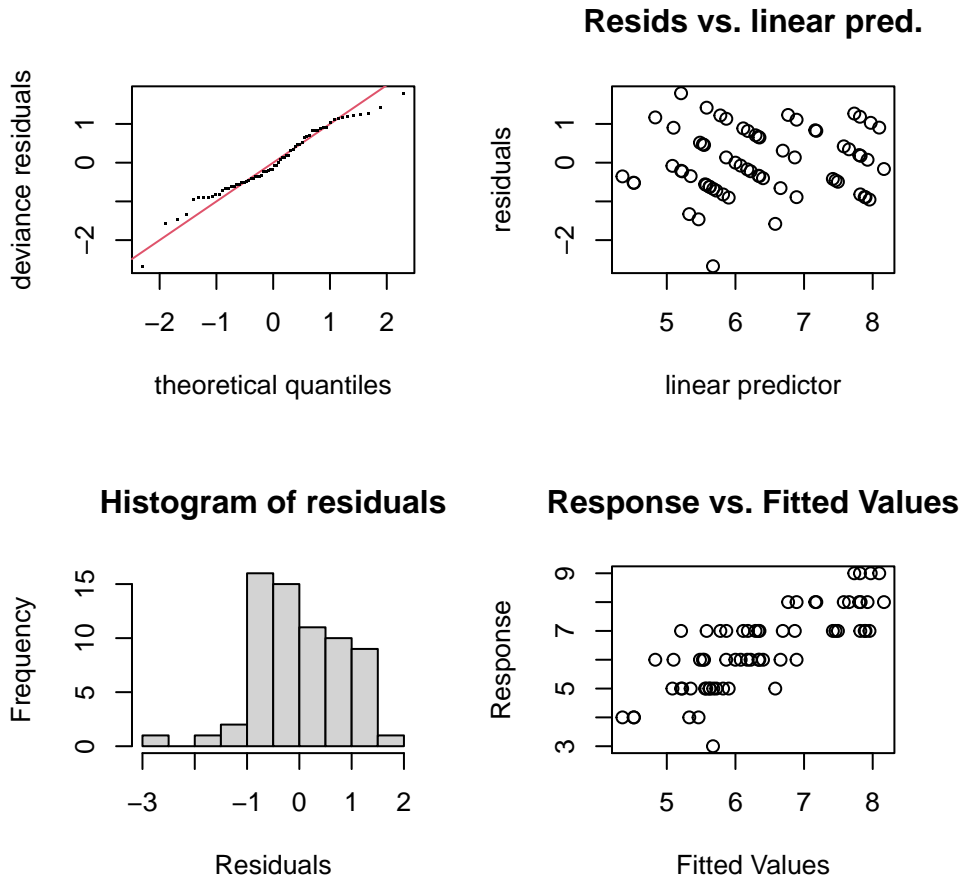 deviance residuals
1
0
−2
−2 −1 0 1 2
theoretical quantiles
Resids vs. linear pred.
residuals
1
0
−2
5 6 7 8
linear predictor
Histogram of residuals
Frequency
15
10
5
0
−3 −1 0 1 2
Residuals
Response vs. Fitted Values
Response
9
7
5
3
5 6 7 8
Fitted Values